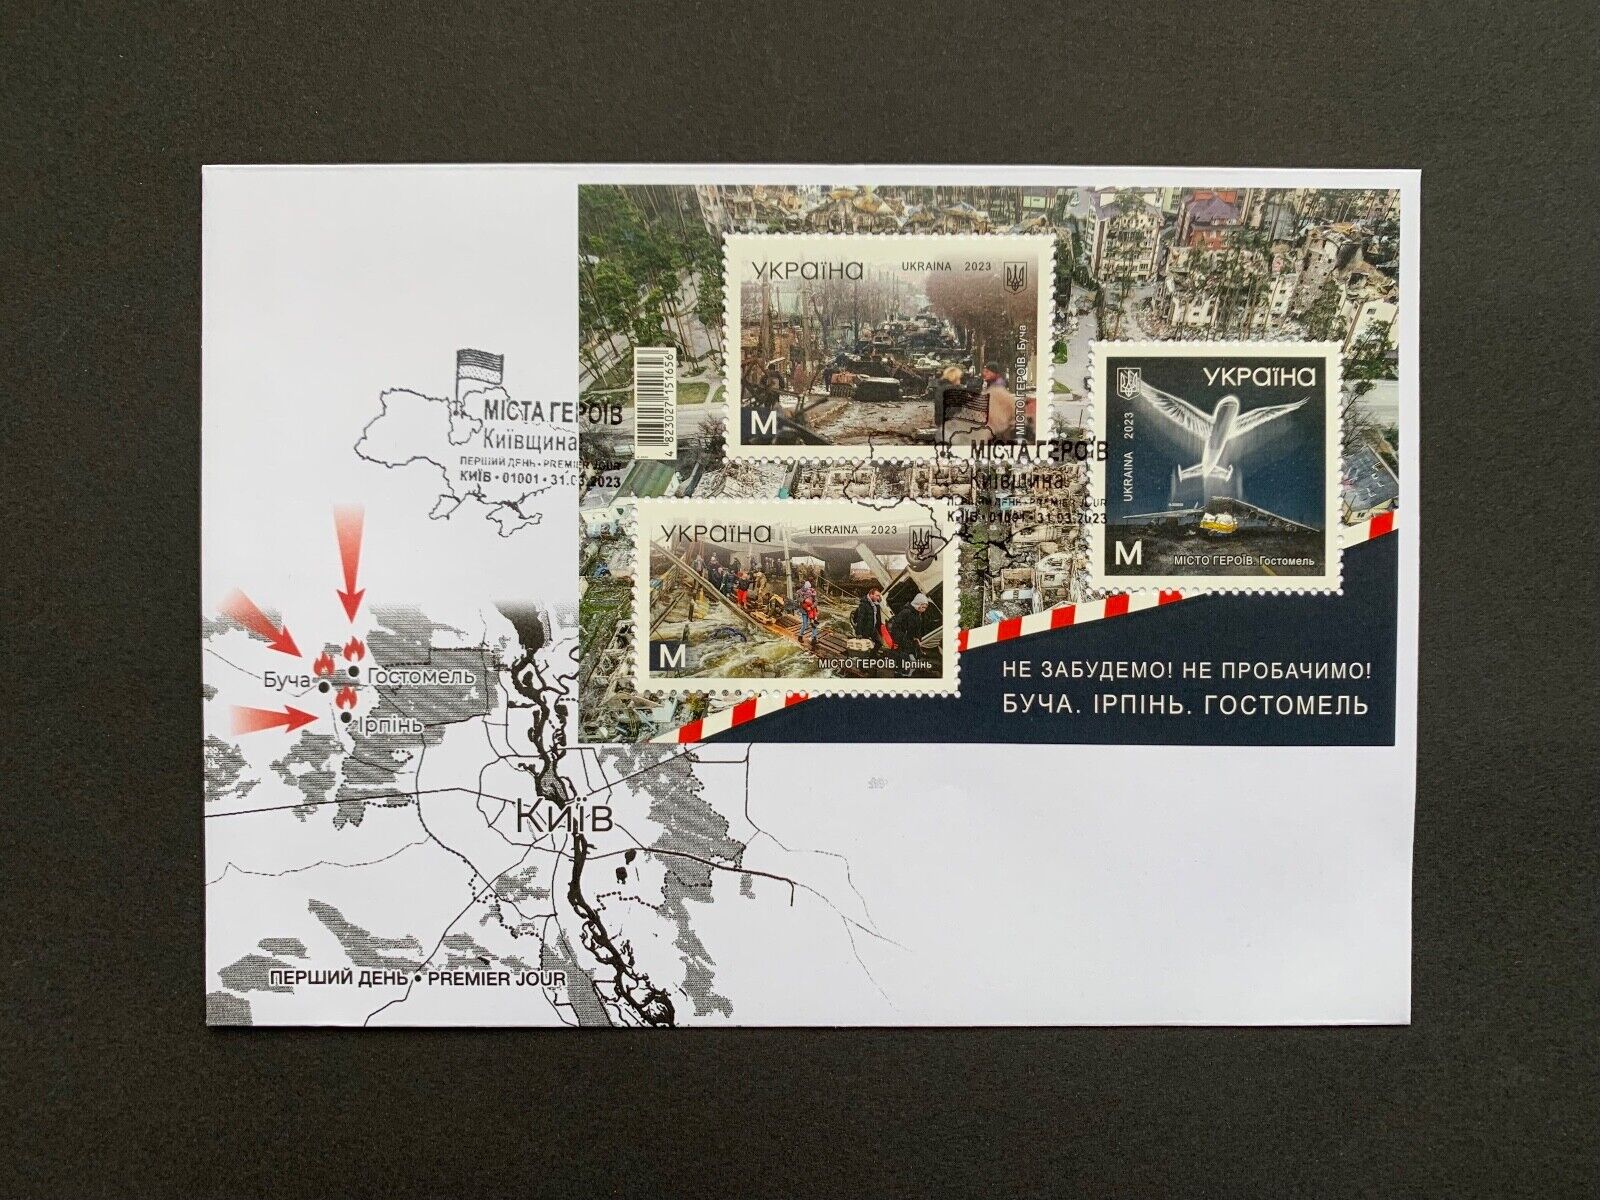 УКРАЇНА
UKRAINA 2023
МІСТО ГЕРОЇВ. Буча
M
4 823027 151656
УКРАЇНА
UKRAINA 2023
МІСТО ГЕРОЇВ. Гостомель
M
УКРАЇНА
UKRAINA 2023
МІСТО ГЕРОЇВ. Ірпінь
M
МІСТА ГЕРОЇВ
Київщина
ПЕРШИЙ ДЕНЬ • PREMIER JOUR
КИЇВ • 01001 • 31.03.2023
МІСТА ГЕРОЇВ
Київщина
ПЕРШИЙ ДЕНЬ • PREMIER JOUR
КИЇВ • 01001 • 31.03.2023
НЕ ЗАБУДЕМО! НЕ ПРОБАЧИМО!
БУЧА. ІРПІНЬ. ГОСТОМЕЛЬ
Буча
Гостомель
Ірпінь
Київ
ПЕРШИЙ ДЕНЬ • PREMIER JOUR